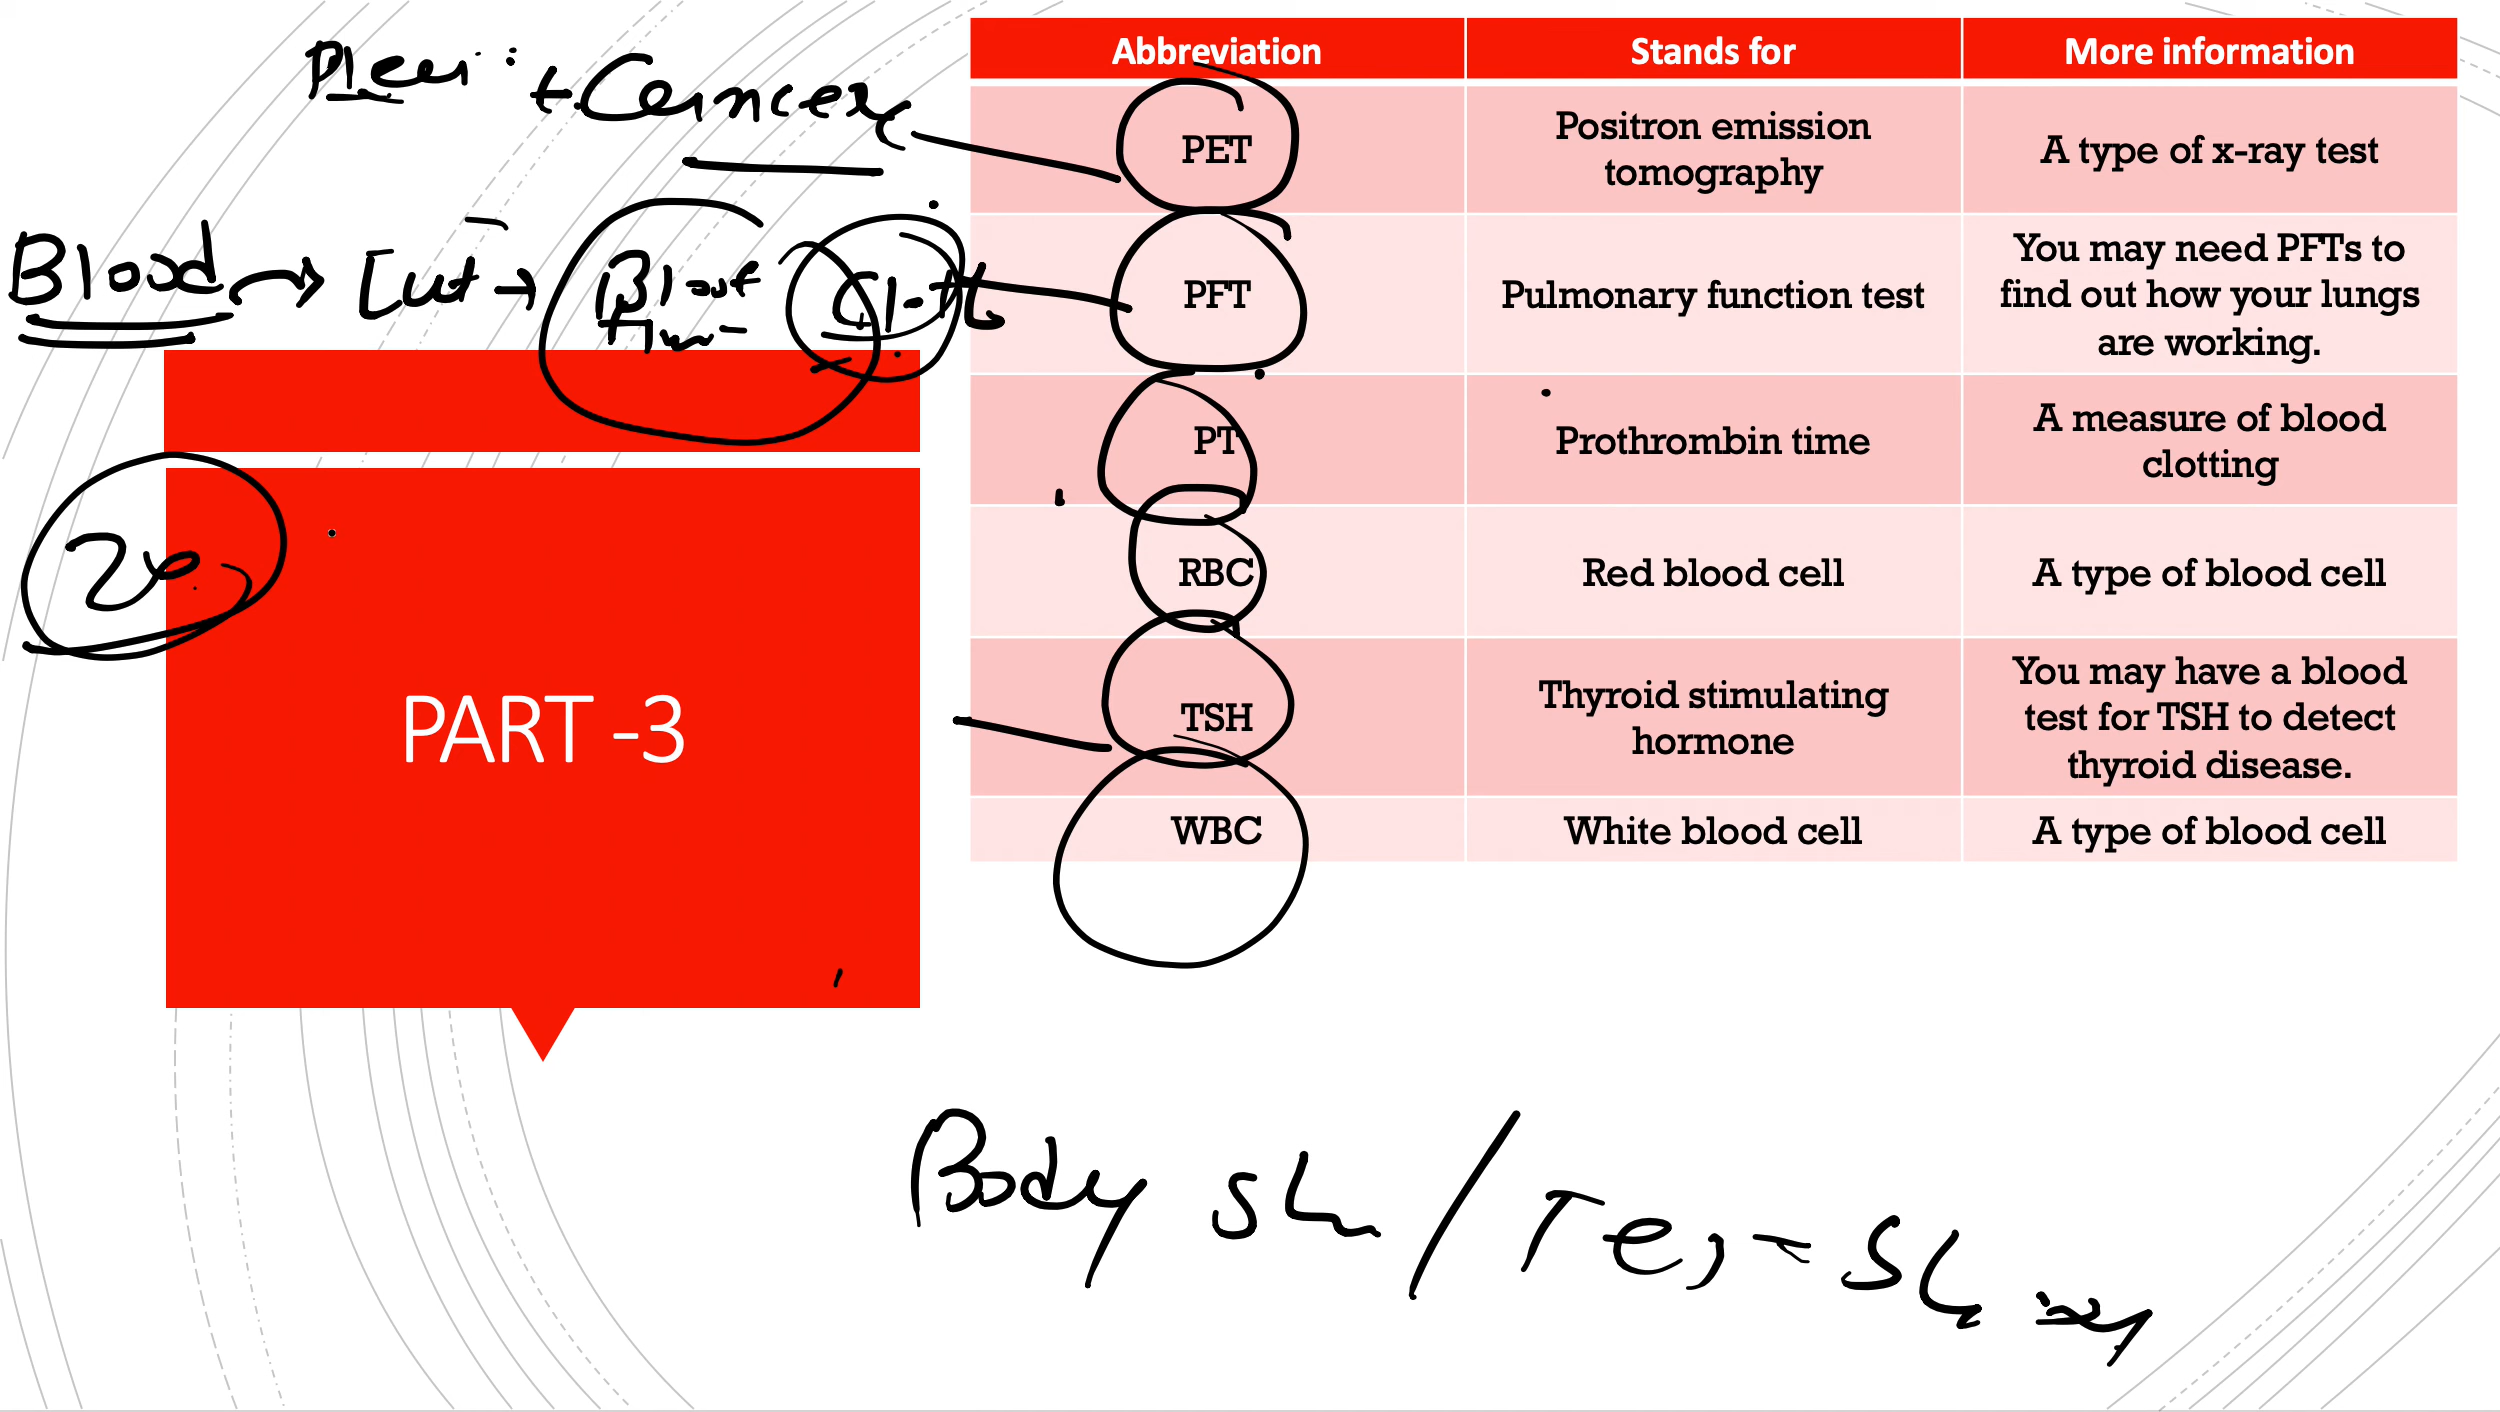 Abbreviation Stands for More information
PET Positron emission tomography A type of x-ray test
PFT Pulmonary function test You may need PFTs to find out how your lungs are working.
PT Prothrombin time A measure of blood clotting
RBC Red blood cell A type of blood cell
TSH Thyroid stimulating hormone You may have a blood test for TSH to detect thyroid disease.
WBC White blood cell A type of blood cell
Blood
PART -3
Body